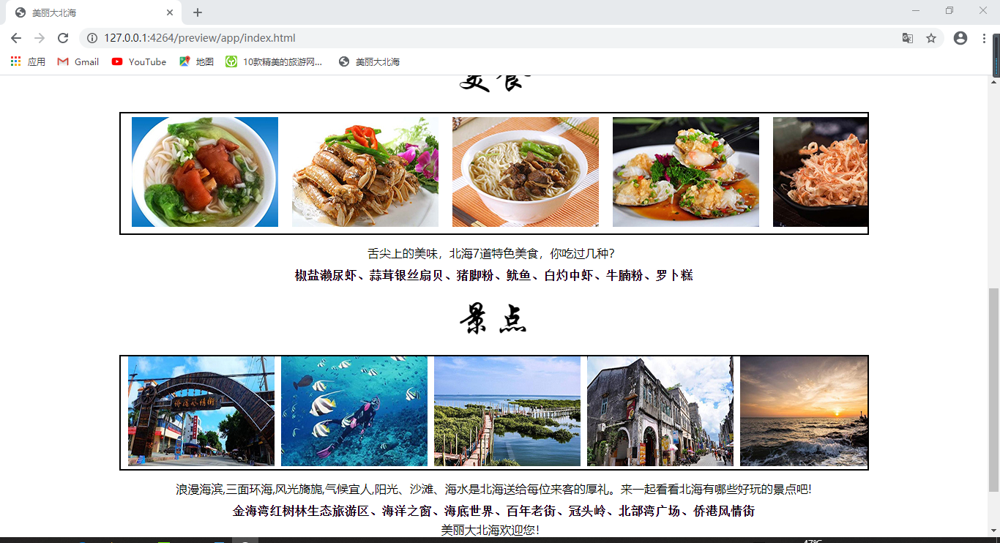 美丽大北海
127.0.0.1:4264/preview/app/index.html
应用 Gmail YouTube 地图 10款精美的旅游网... 美丽大北海
美食
舌尖上的美味，北海7道特色美食，你吃过几种？
椒盐濑尿虾、蒜茸银丝扇贝、猪脚粉、鱿鱼、白灼中虾、牛腩粉、罗卜糕
景点
侨港风情街
浪漫海滨,三面环海,风光旖旎,气候宜人,阳光、沙滩、海水是北海送给每位来客的厚礼。来一起看看北海有哪些好玩的景点吧!
金海湾红树林生态旅游区、海洋之窗、海底世界、百年老街、冠头岭、北部湾广场、侨港风情街
美丽大北海欢迎您！
47℃